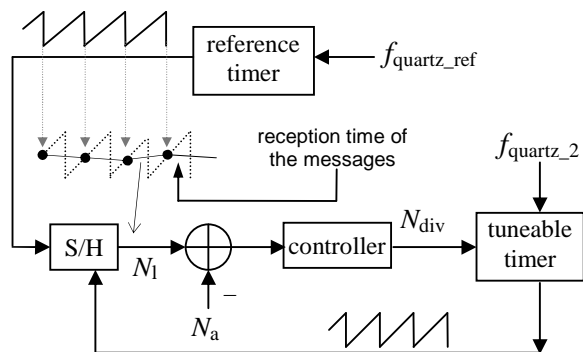 reference
timer
f_quartz_ref
reception time of
the messages
f_quartz_2
S/H
N_l
N_a
−
controller
N_div
tuneable
timer